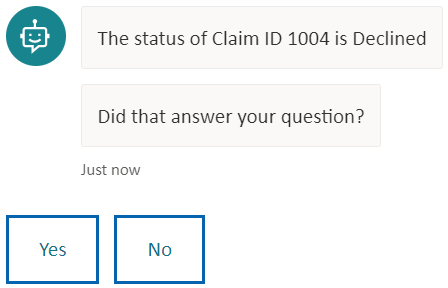 The status of Claim ID 1004 is Declined
Did that answer your question?
Just now
Yes
No